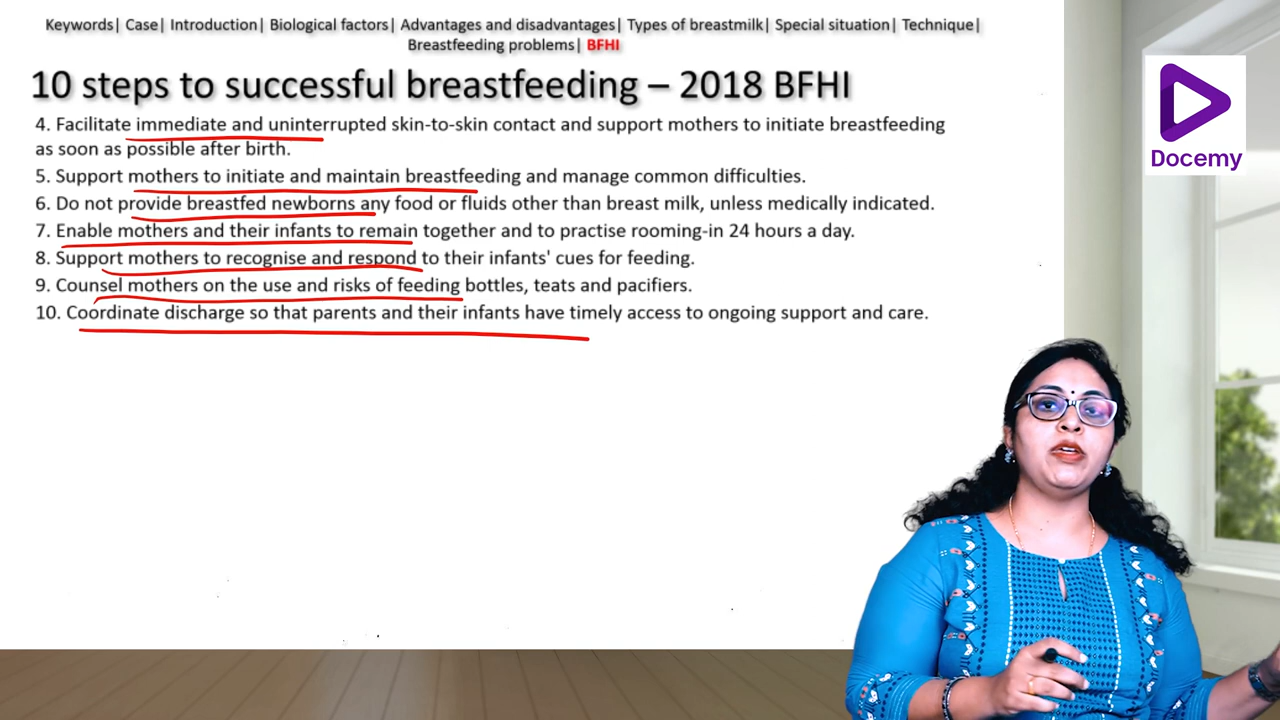 Keywords| Case| Introduction| Biological factors| Advantages and disadvantages| Types of breastmilk| Special situation| Technique|
Breastfeeding problems| BFHI
10 steps to successful breastfeeding – 2018 BFHI
4. Facilitate immediate and uninterrupted skin-to-skin contact and support mothers to initiate breastfeeding
as soon as possible after birth.
5. Support mothers to initiate and maintain breastfeeding and manage common difficulties.
6. Do not provide breastfed newborns any food or fluids other than breast milk, unless medically indicated.
7. Enable mothers and their infants to remain together and to practise rooming-in 24 hours a day.
8. Support mothers to recognise and respond to their infants' cues for feeding.
9. Counsel mothers on the use and risks of feeding bottles, teats and pacifiers.
10. Coordinate discharge so that parents and their infants have timely access to ongoing support and care.
Docemy